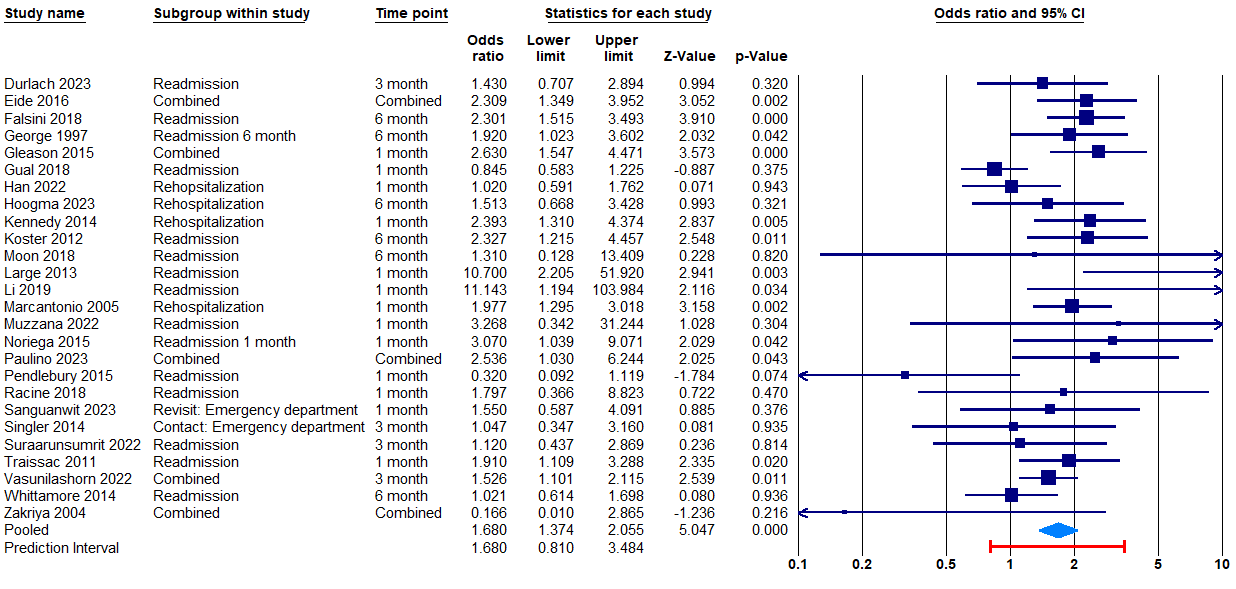 Study name Subgroup within study Time point Statistics for each study Odds ratio and 95% CI
Odds ratio Lower limit Upper limit Z-Value p-Value
Durlach 2023 Readmission 3 month 1.430 0.707 2.894 0.994 0.320
Eide 2016 Combined Combined 2.309 1.349 3.952 3.052 0.002
Falsini 2018 Readmission 6 month 2.301 1.515 3.493 3.910 0.000
George 1997 Readmission 6 month 6 month 1.920 1.023 3.602 2.032 0.042
Gleason 2015 Combined 1 month 2.630 1.547 4.471 3.573 0.000
Gual 2018 Readmission 1 month 0.845 0.583 1.225 -0.887 0.375
Han 2022 Rehopsitalization 1 month 1.020 0.591 1.762 0.071 0.943
Hoogma 2023 Rehospitalization 6 month 1.513 0.668 3.428 0.993 0.321
Kennedy 2014 Rehospitalization 1 month 2.393 1.310 4.374 2.837 0.005
Koster 2012 Readmission 6 month 2.327 1.215 4.457 2.548 0.011
Moon 2018 Readmission 6 month 1.310 0.128 13.409 0.228 0.820
Large 2013 Readmission 1 month 10.700 2.205 51.920 2.941 0.003
Li 2019 Readmission 1 month 11.143 1.194 103.984 2.116 0.034
Marcantonio 2005 Rehospitalization 1 month 1.977 1.295 3.018 3.158 0.002
Muzzana 2022 Readmission 1 month 3.268 0.342 31.244 1.028 0.304
Noriega 2015 Readmission 1 month 1 month 3.070 1.039 9.071 2.029 0.042
Paulino 2023 Combined Combined 2.536 1.030 6.244 2.025 0.043
Pendlebury 2015 Readmission 1 month 0.320 0.092 1.119 -1.784 0.074
Racine 2018 Readmission 1 month 1.797 0.366 8.823 0.722 0.470
Sanguanwit 2023 Revisit: Emergency department 1 month 1.550 0.587 4.091 0.885 0.376
Singler 2014 Contact: Emergency department 3 month 1.047 0.347 3.160 0.081 0.935
Suraarunsumrit 2022 Readmission 3 month 1.120 0.437 2.869 0.236 0.814
Traissac 2011 Readmission 1 month 1.910 1.109 3.288 2.335 0.020
Vasunilashorn 2022 Combined 3 month 1.526 1.101 2.115 2.539 0.011
Whittamore 2014 Readmission 6 month 1.021 0.614 1.698 0.080 0.936
Zakriya 2004 Combined Combined 0.166 0.010 2.865 -1.236 0.216
Pooled 1.680 1.374 2.055 5.047 0.000
Prediction Interval 1.680 0.810 3.484
0.1 0.2 0.5 1 2 5 10